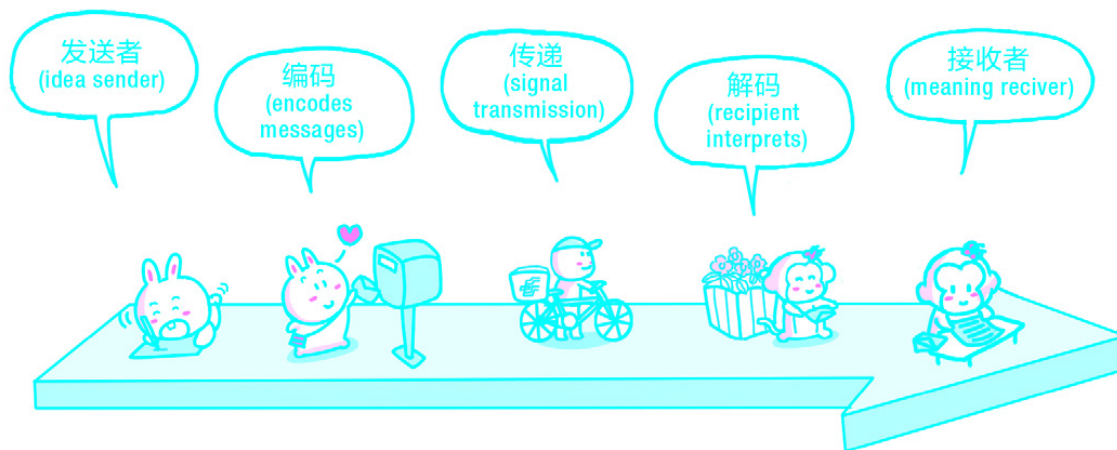 发送者
(idea sender)
编码
(encodes
messages)
传递
(signal
transmission)
解码
(recipient
interprets)
接收者
(meaning reciver)